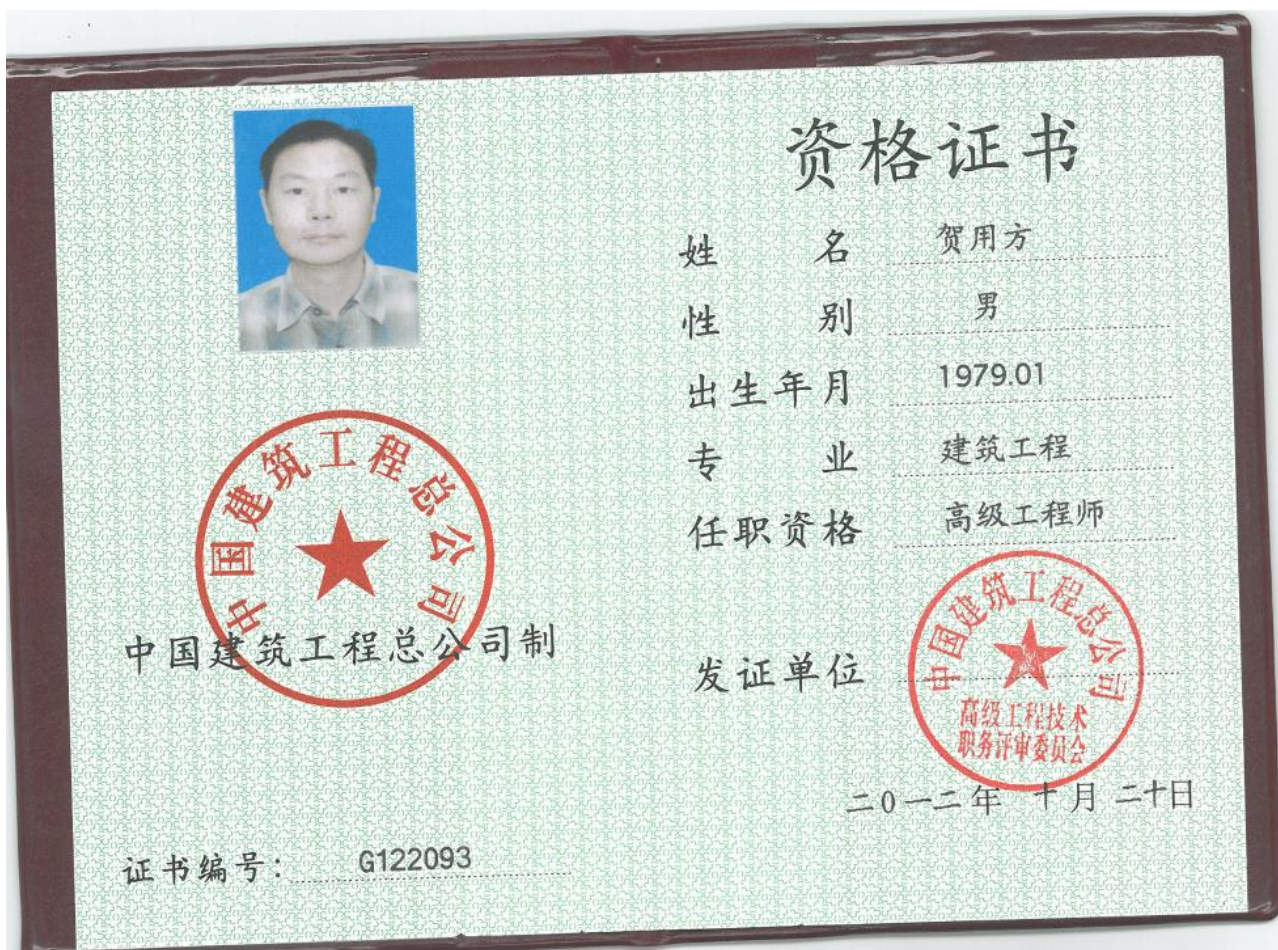 中国建筑工程总公司
中国建筑工程总公司制
证书编号: G122093
资格证书
姓名 贺用方
性别 男
出生年月 1979.01
专业 建筑工程
任职资格 高级工程师
发证单位
中国建筑工程总公司
高级工程技术
职务评审委员会
二0一二年 十月 二十日